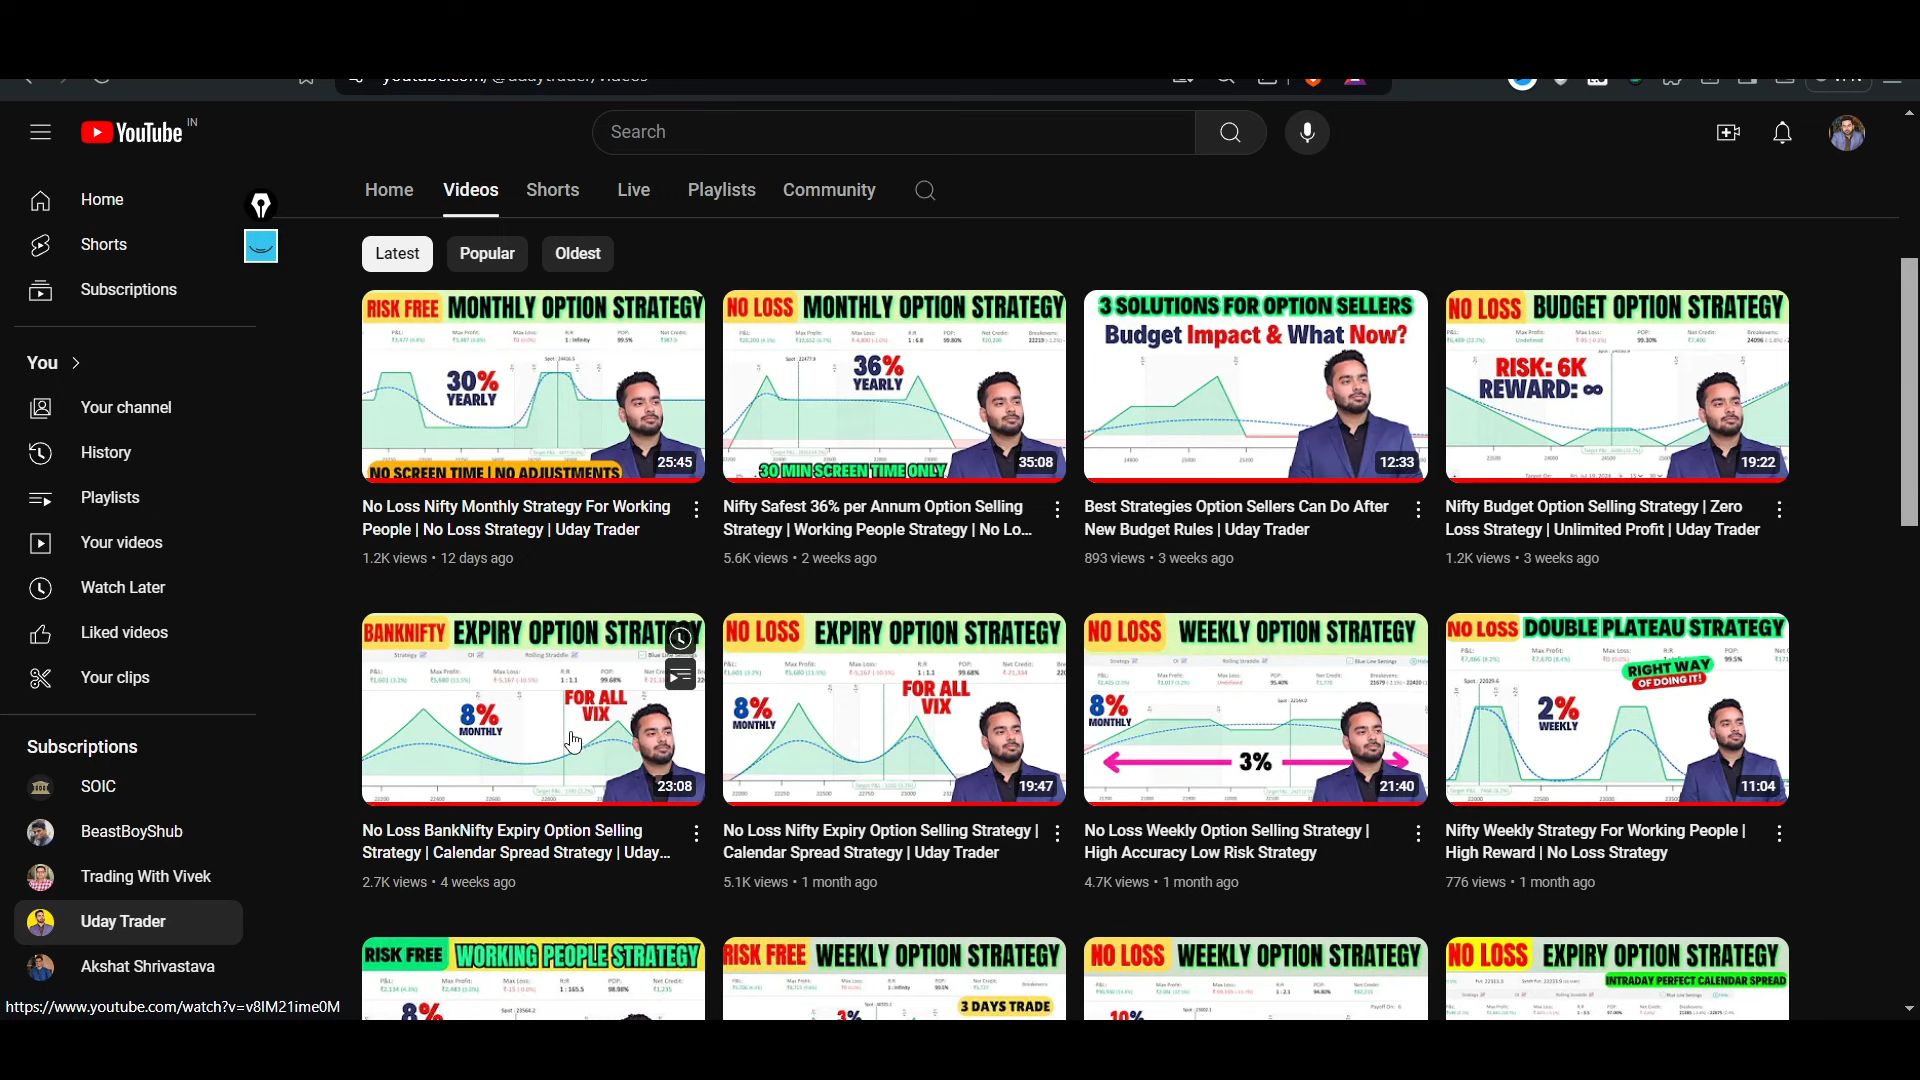 YouTube IN
Search
Home
Shorts
Subscriptions
You
Your channel
History
Playlists
Your videos
Watch Later
Liked videos
Your clips
Subscriptions
SOIC
BeastBoyShub
Trading With Vivek
Uday Trader
Akshat Shrivastava
Home Videos Shorts Live Playlists Community
Latest Popular Oldest
RISK FREE MONTHLY OPTION STRATEGY
30%
YEARLY
NO SCREEN TIME | NO ADJUSTMENTS
25:45
No Loss Nifty Monthly Strategy For Working
People | No Loss Strategy | Uday Trader
1.2K views • 12 days ago
NO LOSS MONTHLY OPTION STRATEGY
36%
YEARLY
30 MIN SCREEN TIME ONLY
35:08
Nifty Safest 36% per Annum Option Selling
Strategy | Working People Strategy | No Lo...
5.6K views • 2 weeks ago
3 SOLUTIONS FOR OPTION SELLERS
Budget Impact & What Now?
12:33
Best Strategies Option Sellers Can Do After
New Budget Rules | Uday Trader
893 views • 3 weeks ago
NO LOSS BUDGET OPTION STRATEGY
RISK: 6K
REWARD: ∞
19:22
Nifty Budget Option Selling Strategy | Zero
Loss Strategy | Unlimited Profit | Uday Trader
1.2K views • 3 weeks ago
BANKNIFTY EXPIRY OPTION STRATEGY
8%
MONTHLY
FOR ALL
VIX
23:08
No Loss BankNifty Expiry Option Selling
Strategy | Calendar Spread Strategy | Uday...
2.7K views • 4 weeks ago
NO LOSS EXPIRY OPTION STRATEGY
8%
MONTHLY
FOR ALL
VIX
19:47
No Loss Nifty Expiry Option Selling Strategy |
Calendar Spread Strategy | Uday Trader
5.1K views • 1 month ago
NO LOSS WEEKLY OPTION STRATEGY
8%
MONTHLY
3%
21:40
No Loss Weekly Option Selling Strategy |
High Accuracy Low Risk Strategy
4.7K views • 1 month ago
NO LOSS DOUBLE PLATEAU STRATEGY
RIGHT WAY
OF DOING IT!
2%
WEEKLY
11:04
Nifty Weekly Strategy For Working People |
High Reward | No Loss Strategy
776 views • 1 month ago
RISK FREE WORKING PEOPLE STRATEGY
8%
RISK FREE WEEKLY OPTION STRATEGY
3 DAYS TRADE
3%
NO LOSS WEEKLY OPTION STRATEGY
10%
NO LOSS EXPIRY OPTION STRATEGY
INTRADAY PERFECT CALENDAR SPREAD
https://www.youtube.com/watch?v=v8IM21ime0M